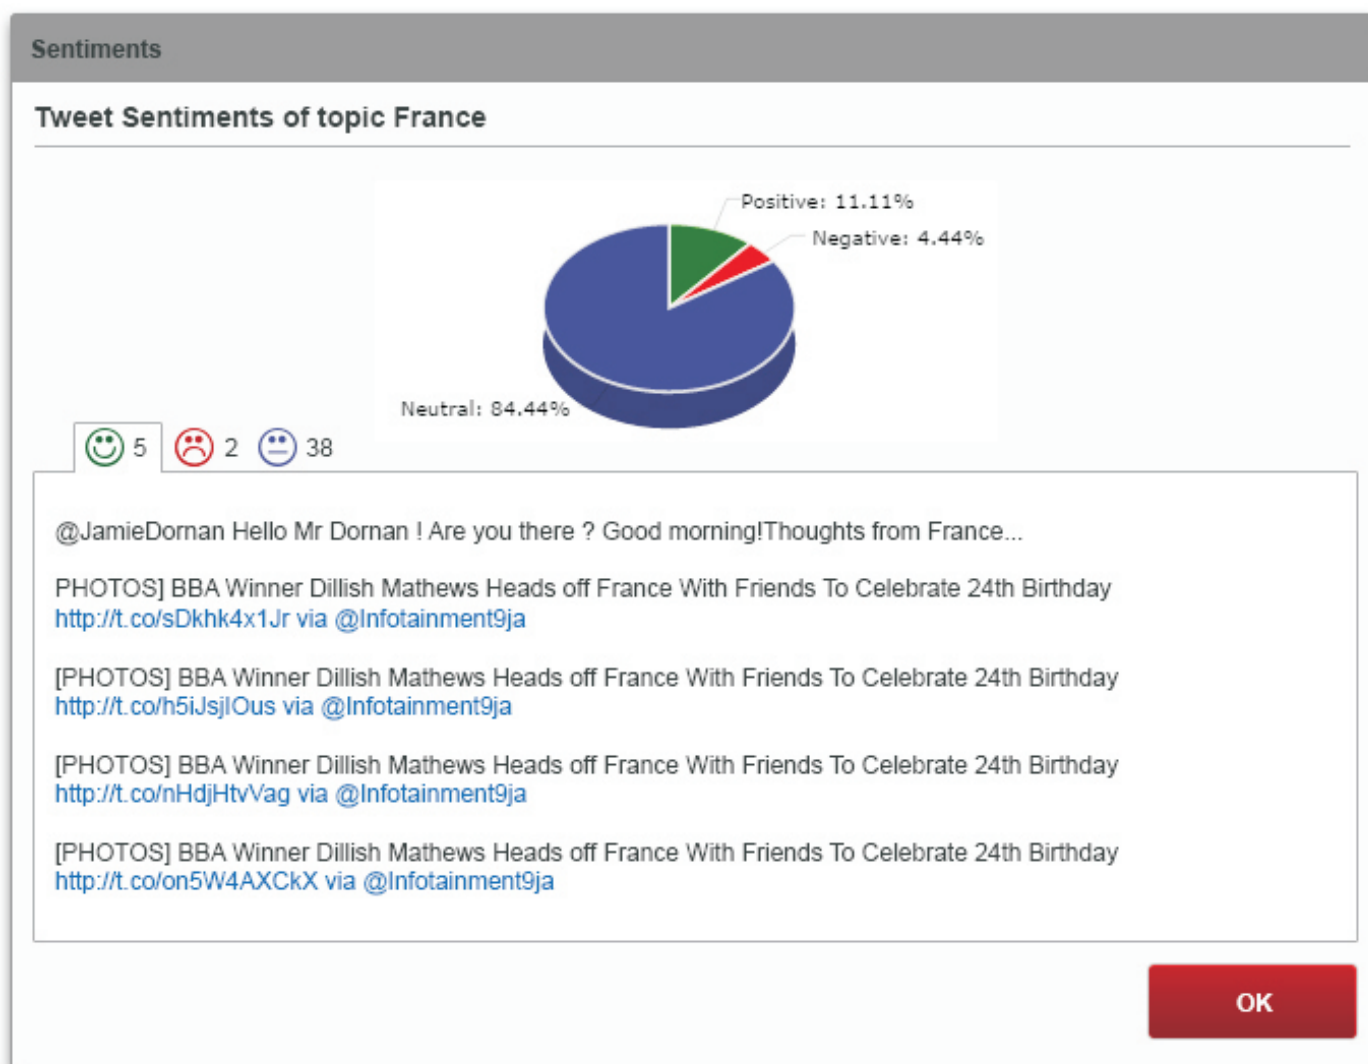 Sentiments
Tweet Sentiments of topic France
Positive: 11.11%
Negative: 4.44%
Neutral: 84.44%
5 2 38
@JamieDornan Hello Mr Dornan ! Are you there ? Good morning!Thoughts from France...
PHOTOS] BBA Winner Dillish Mathews Heads off France With Friends To Celebrate 24th Birthday
http://t.co/sDkhk4x1Jr via @Infotainment9ja
[PHOTOS] BBA Winner Dillish Mathews Heads off France With Friends To Celebrate 24th Birthday
http://t.co/h5iJsjIOus via @Infotainment9ja
[PHOTOS] BBA Winner Dillish Mathews Heads off France With Friends To Celebrate 24th Birthday
http://t.co/nHdjHtvVag via @Infotainment9ja
[PHOTOS] BBA Winner Dillish Mathews Heads off France With Friends To Celebrate 24th Birthday
http://t.co/on5W4AXCkX via @Infotainment9ja
OK